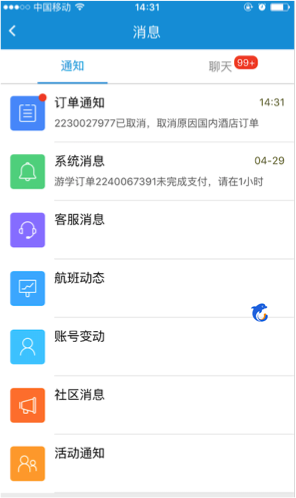 中国移动
14:31
消息
通知
聊天
99+
订单通知
14:31
2230027977已取消，取消原因国内酒店订单
系统消息
04-29
游学订单2240067391未完成支付，请在1小时
客服消息
航班动态
账号变动
社区消息
活动通知